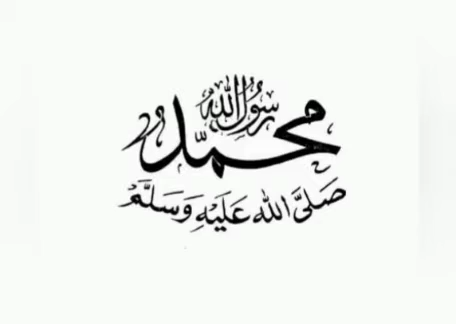 محمد
رسول الله
صلى الله عليه وسلم